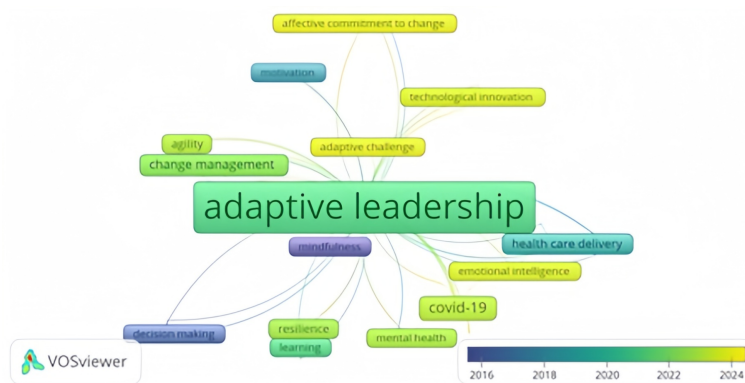 affective commitment to change
motivation
technological innovation
agility
adaptive challenge
change management
adaptive leadership
mindfulness
health care delivery
emotional intelligence
covid-19
resilience
decision making
mental health
learning
VOSviewer
2016 2018 2020 2022 2024